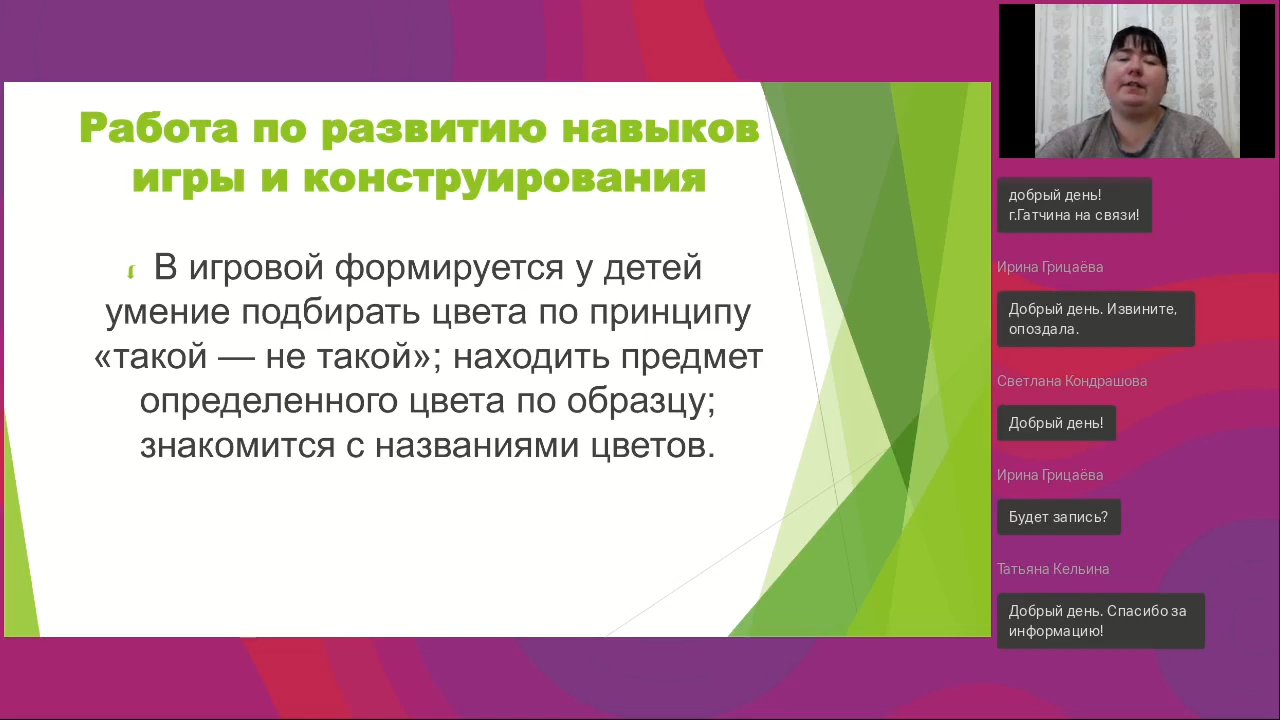 Работа по развитию навыков
игры и конструирования
В игровой формируется у детей
умение подбирать цвета по принципу
«такой — не такой»; находить предмет
определенного цвета по образцу;
знакомится с названиями цветов.
добрый день!
г.Гатчина на связи!
Ирина Грицаёва
Добрый день. Извините,
опоздала.
Светлана Кондрашова
Добрый день!
Ирина Грицаёва
Будет запись?
Татьяна Кельина
Добрый день. Спасибо за
информацию!